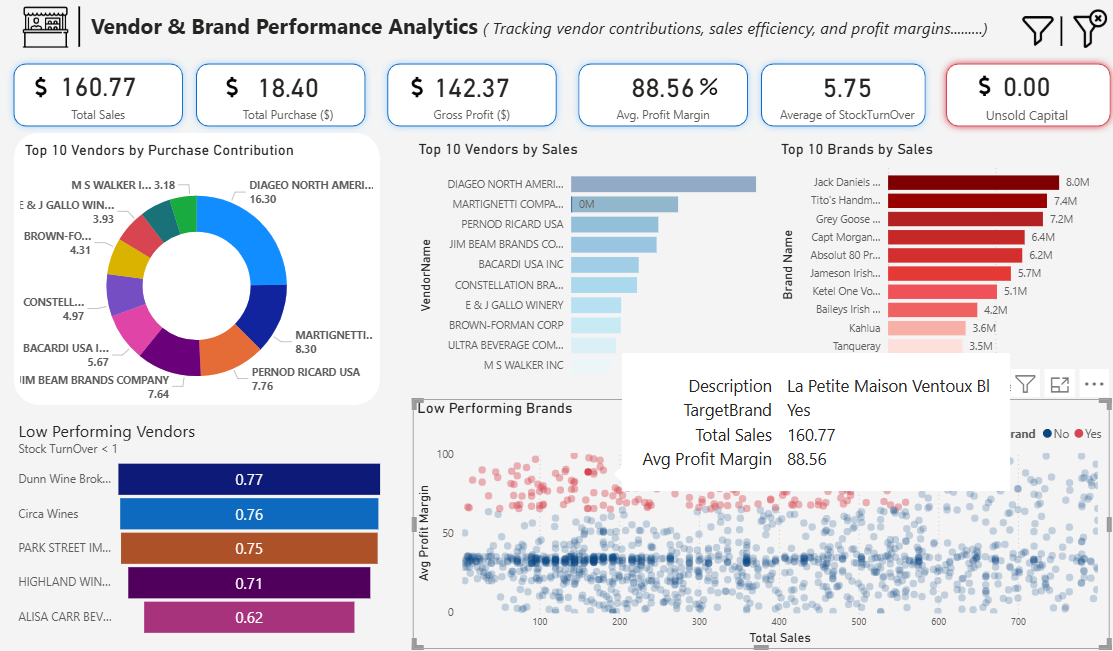 Vendor & Brand Performance Analytics ( Tracking vendor contributions, sales efficiency, and profit margins.........)
$ 160.77
Total Sales
$ 18.40
Total Purchase ($)
$ 142.37
Gross Profit ($)
88.56 %
Avg. Profit Margin
5.75
Average of StockTurnOver
$ 0.00
Unsold Capital
Top 10 Vendors by Purchase Contribution
M S WALKER I... 3.18
DIAGEO NORTH AMERI...
16.30
E & J GALLO WIN...
3.93
BROWN-FO...
4.31
CONSTELL...
4.97
BACARDI USA I...
5.67
JIM BEAM BRANDS COMPANY
7.64
PERNOD RICARD USA
7.76
MARTIGNETTI..
8.30
Top 10 Vendors by Sales
VendorName
DIAGEO NORTH AMERI...
MARTIGNETTI COMPA...
0M
PERNOD RICARD USA
JIM BEAM BRANDS CO...
BACARDI USA INC
CONSTELLATION BRA...
E & J GALLO WINERY
BROWN-FORMAN CORP
ULTRA BEVERAGE COM...
M S WALKER INC
Top 10 Brands by Sales
Brand Name
Jack Daniels ... 8.0M
Tito's Handm... 7.4M
Grey Goose ... 7.2M
Capt Morgan... 6.4M
Absolut 80 Pr... 6.2M
Jameson Irish... 5.7M
Ketel One Vo... 5.1M
Baileys Irish ... 4.2M
Kahlua 3.6M
Tanqueray 3.5M
Low Performing Vendors
Stock TurnOver < 1
Dunn Wine Brok... 0.77
Circa Wines 0.76
PARK STREET IM... 0.75
HIGHLAND WIN... 0.71
ALISA CARR BEV... 0.62
Low Performing Brands
Description La Petite Maison Ventoux Bl
TargetBrand Yes
Total Sales 160.77
Avg Profit Margin 88.56
rand No Yes
Avg Profit Margin
100
50
0
100 200 300 400 500 600 700
Total Sales